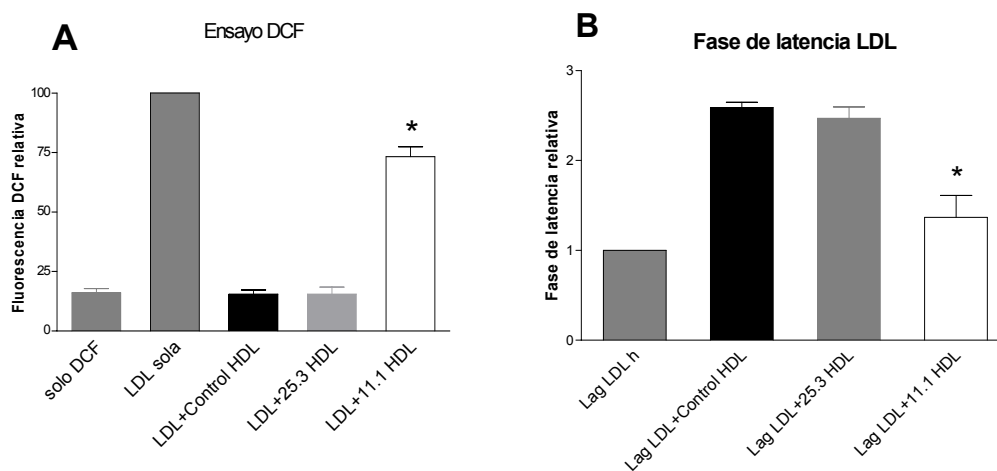 A
Ensayo DCF
Fluorescencia DCF relativa
100
75
50
25
0
*
solo DCF
LDL sola
LDL+Control HDL
LDL+25.3 HDL
LDL+11.1 HDL
B
Fase de latencia LDL
Fase de latencia relativa
3
2
1
0
*
Lag LDL h
Lag LDL+Control HDL
Lag LDL+25.3 HDL
Lag LDL+11.1 HDL